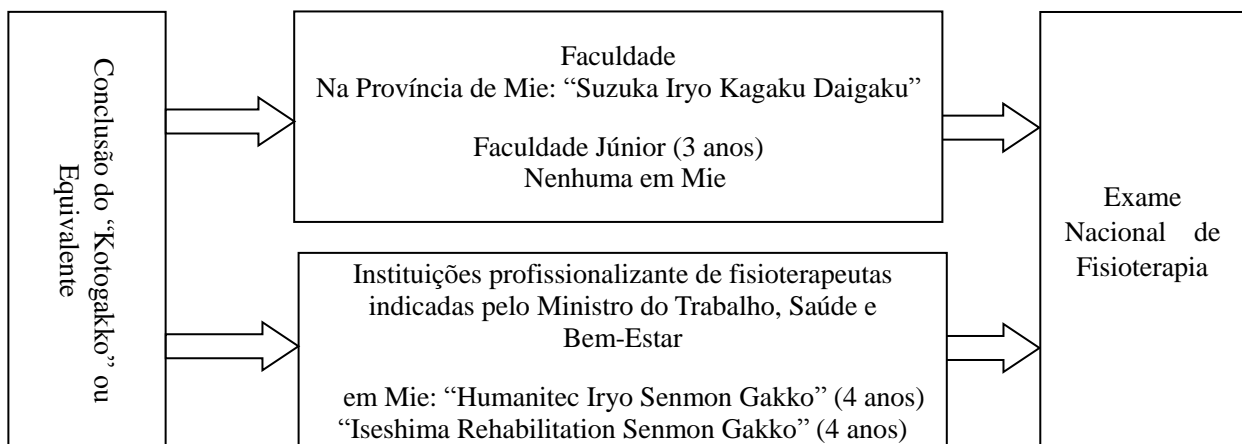 Conclusão do “Kotogakko” ou
Equivalente
Faculdade
Na Província de Mie: “Suzuka Iryo Kagaku Daigaku”
Faculdade Júnior (3 anos)
Nenhuma em Mie
Instituições profissionalizante de fisioterapeutas
indicadas pelo Ministro do Trabalho, Saúde e
Bem-Estar
em Mie: “Humanitec Iryo Senmon Gakko” (4 anos)
“Iseshima Rehabilitation Senmon Gakko” (4 anos)
Exame
Nacional de
Fisioterapia